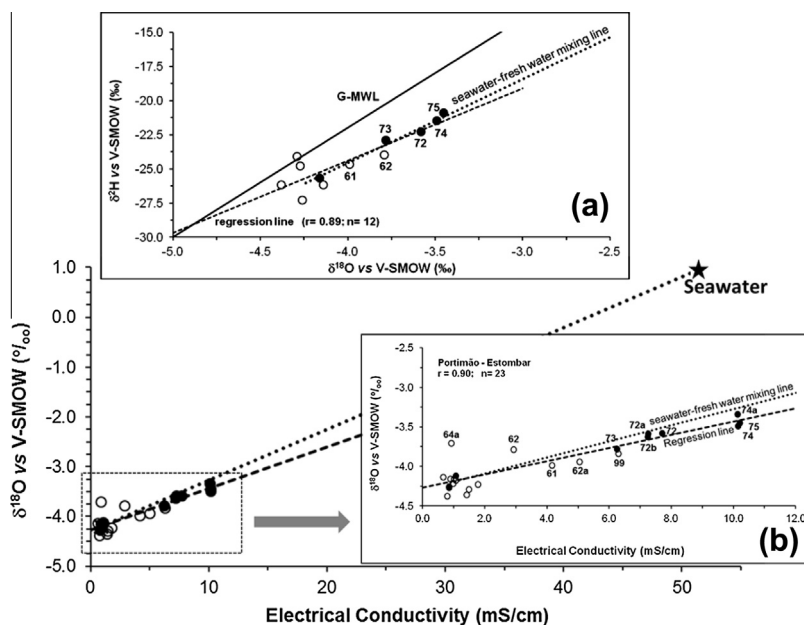 -15.0
-17.5
-20.0
-22.5
-25.0
-27.5
-30.0
δ²H vs V-SMOW (‰)
G-MWL
seawater-fresh water mixing line
75
73
72
74
61
62
regression line (r= 0.89; n= 12)
(a)
-5.0 -4.5 -4.0 -3.5 -3.0 -2.5
δ¹⁸O vs V-SMOW (‰)
1.0
0.0
-1.0
-2.0
-3.0
-4.0
-5.0
δ¹⁸O vs V-SMOW (º/ₒₒ)
Seawater
0 10 20 30 40 50
Electrical Conductivity (mS/cm)
-2.5
-3.0
-3.5
-4.0
-4.5
δ¹⁸O vs V-SMOW (‰)
Portimão - Estombar
r = 0.90; n= 23
64a
62
61
62a
73
99
72a
72
72b
74a
75
74
seawater-fresh water mixing line
Regression line
(b)
0.0 2.0 4.0 6.0 8.0 10.0 12.0
Electrical Conductivity (mS/cm)